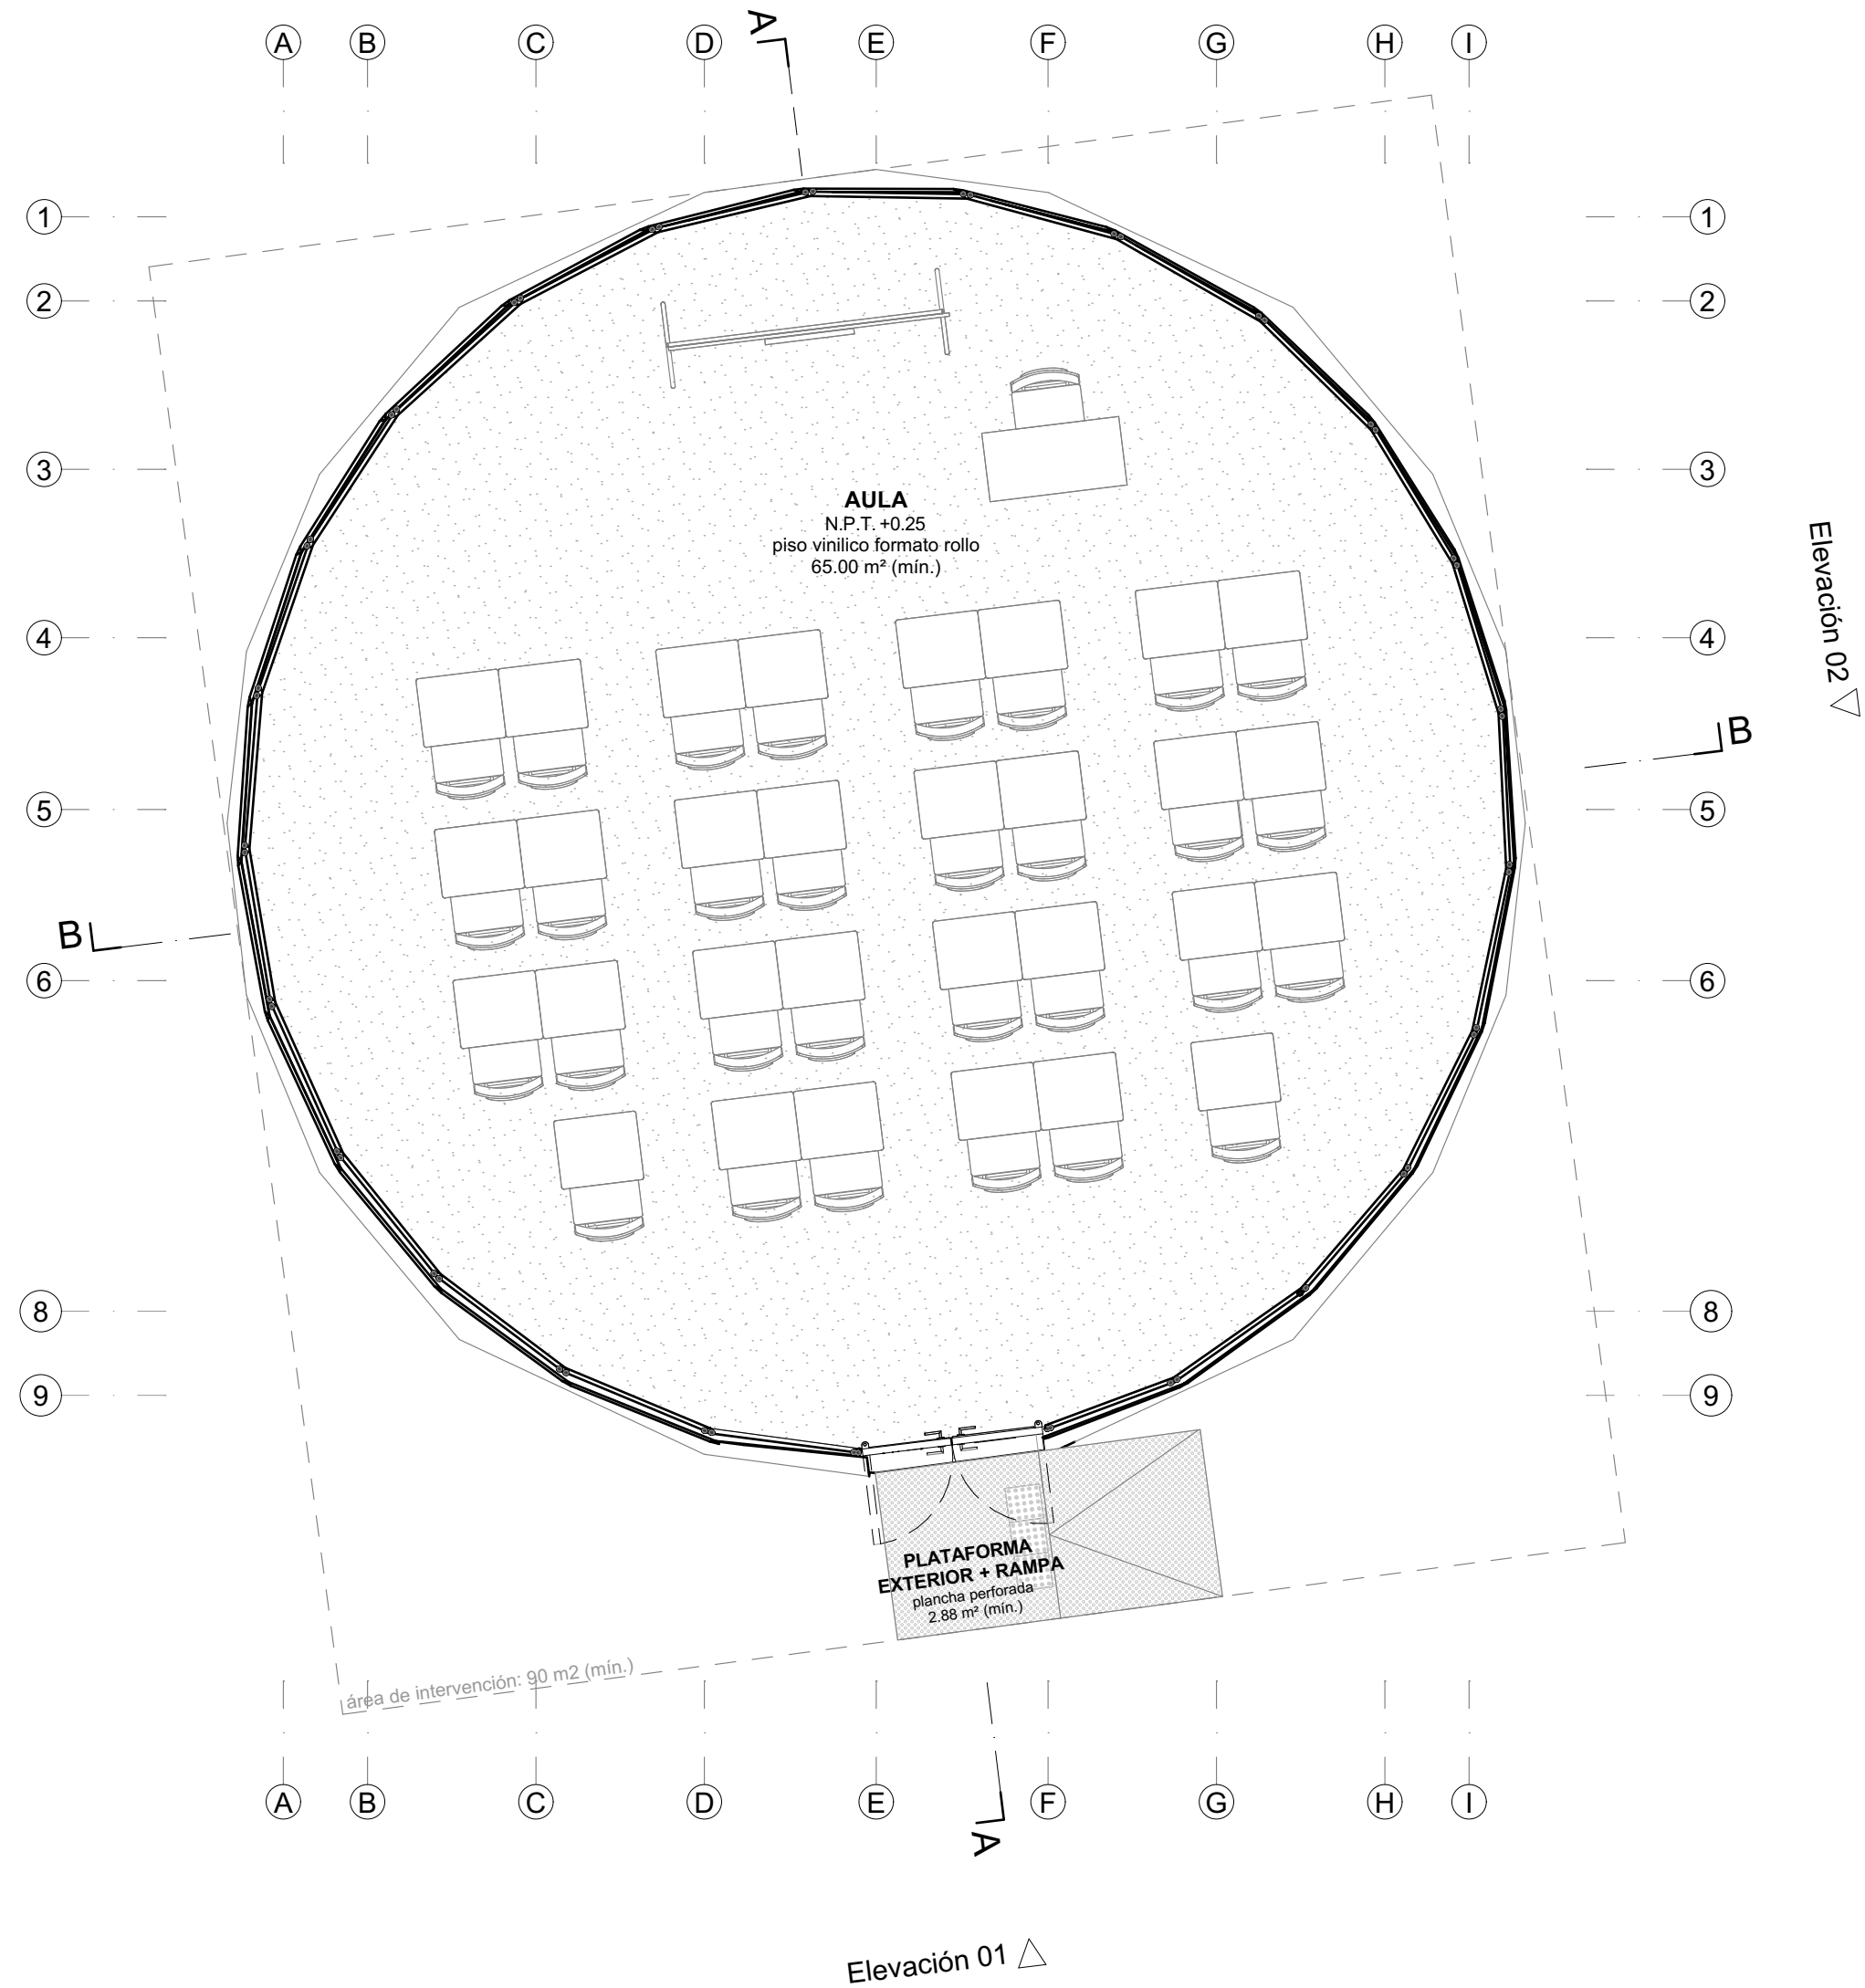 A
A B C D E F G H I
1 1
2 2
3 3
AULA
N.P.T. +0.25
piso vinilico formato rollo
65.00 m² (mín.)
Elevación 02
4 4
B
5 5
B
6 6
8 8
9 9
PLATAFORMA
EXTERIOR + RAMPA
plancha perforada
2.88 m² (mín.)
área de intervención: 90 m2 (mín.)
A B C D E F G H I
A
Elevación 01